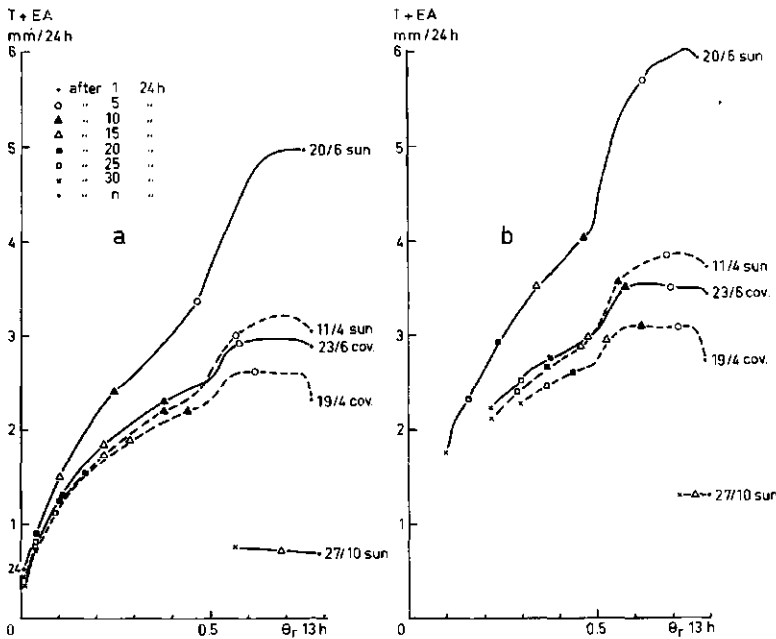 T + EA
mm/24 h
6
5
4
3
2
1
0
24
after 1 24h
" 5 "
" 10 "
" 15 "
" 20 "
" 25 "
" 30 "
" n "
a
20/6 sun
11/4 sun
23/6 cov.
19/4 cov.
27/10 sun
0.5
θr 13h
T + EA
mm/24 h
6
5
4
3
2
1
0
b
20/6 sun
11/4 sun
23/6 cov.
19/4 cov.
27/10 sun
0.5
θr 13h